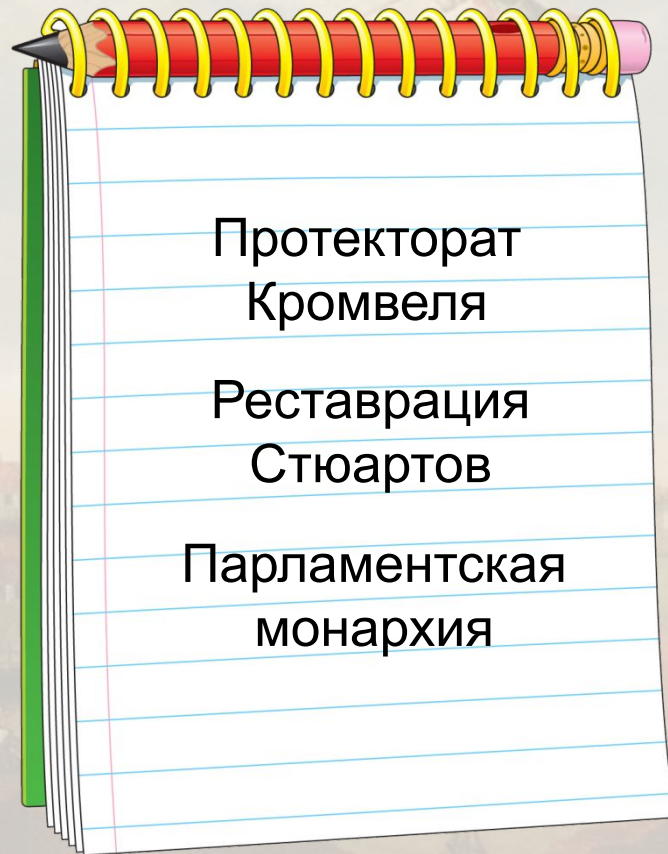 Протекторат
Кромвеля
Реставрация
Стюартов
Парламентская
монархия